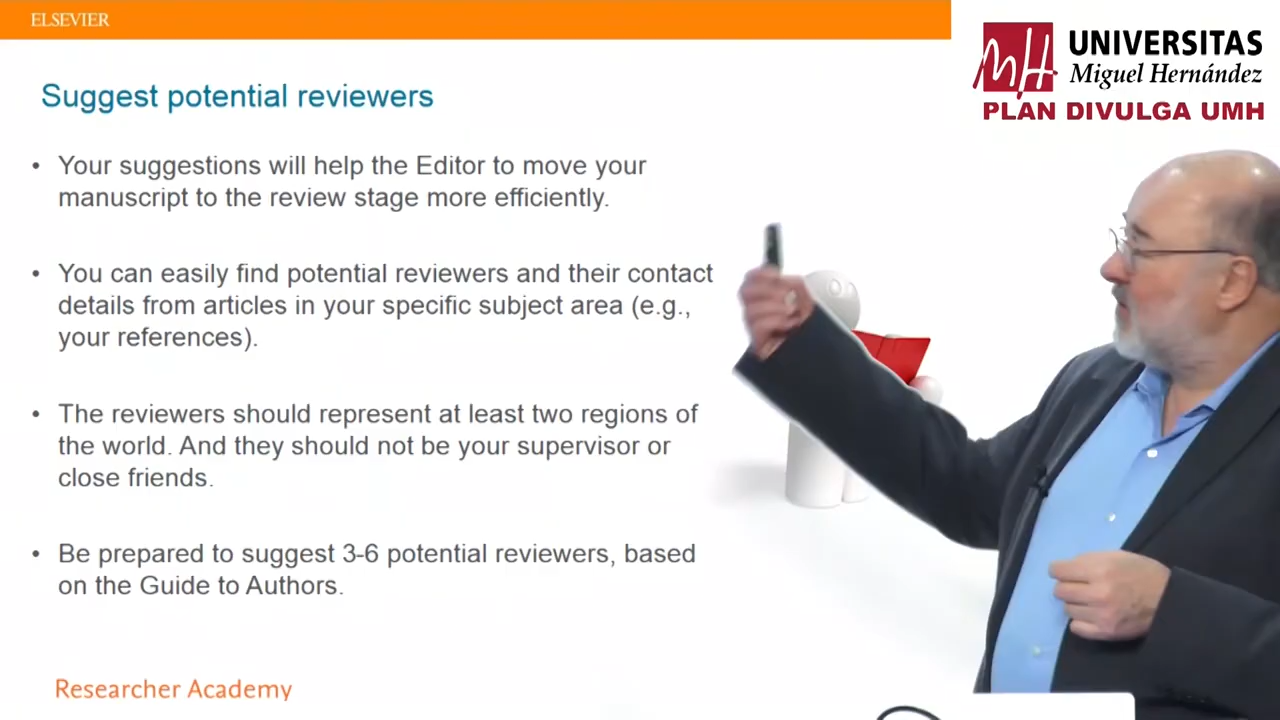 ELSEVIER
UNIVERSITAS
Miguel Hernández
PLAN DIVULGA UMH
Suggest potential reviewers
• Your suggestions will help the Editor to move your
manuscript to the review stage more efficiently.
• You can easily find potential reviewers and their contact
details from articles in your specific subject area (e.g.,
your references).
• The reviewers should represent at least two regions of
the world. And they should not be your supervisor or
close friends.
• Be prepared to suggest 3-6 potential reviewers, based
on the Guide to Authors.
Researcher Academy